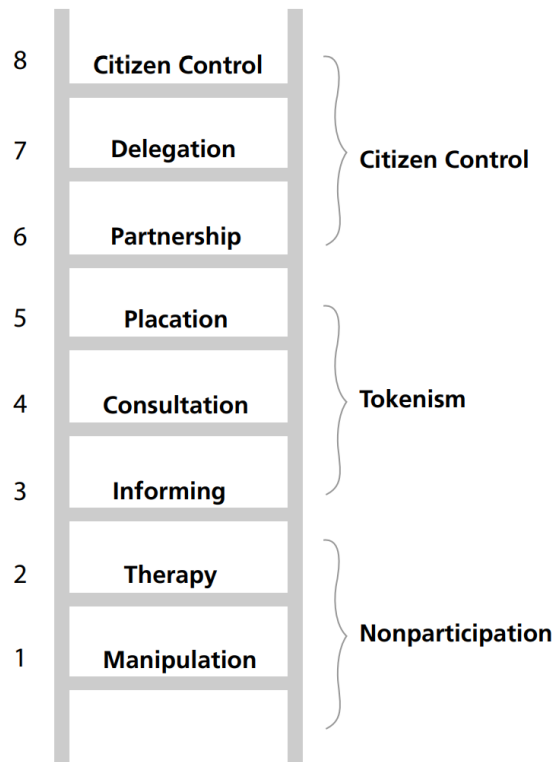 8 Citizen Control
7 Delegation
Citizen Control
6 Partnership
5 Placation
4 Consultation
Tokenism
3 Informing
2 Therapy
Nonparticipation
1 Manipulation